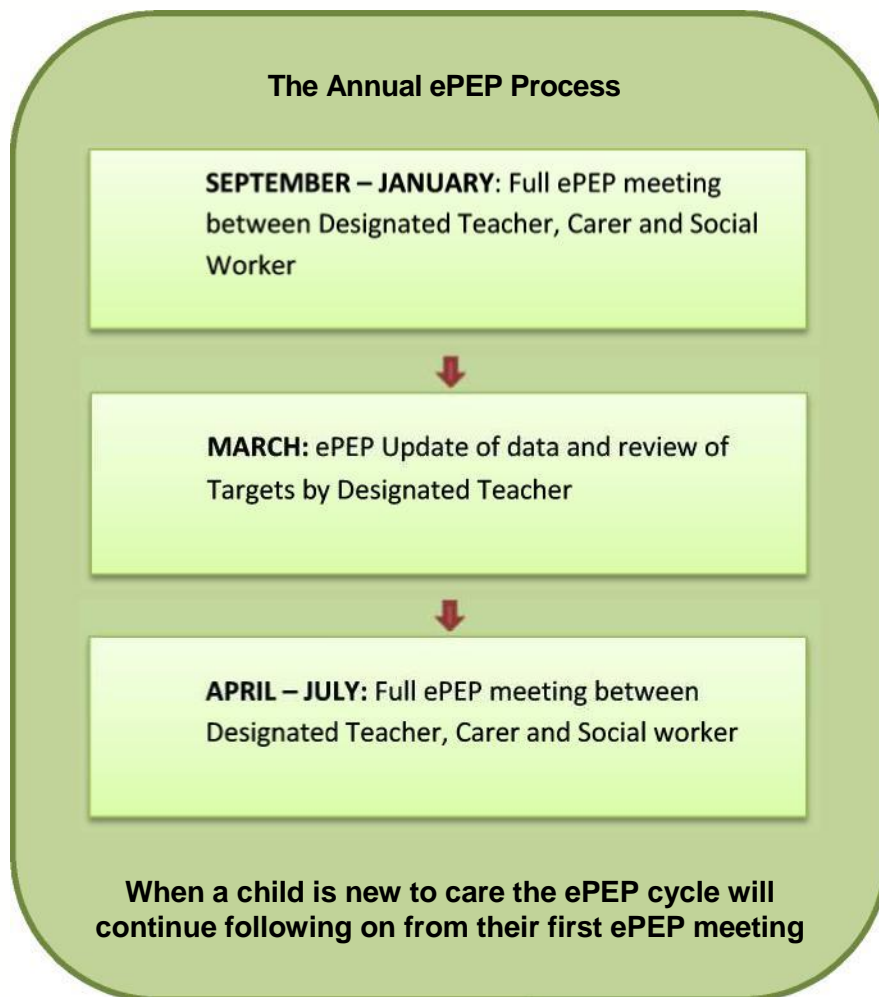 The Annual ePEP Process
SEPTEMBER – JANUARY: Full ePEP meeting
between Designated Teacher, Carer and Social
Worker
MARCH: ePEP Update of data and review of
Targets by Designated Teacher
APRIL – JULY: Full ePEP meeting between
Designated Teacher, Carer and Social worker
When a child is new to care the ePEP cycle will
continue following on from their first ePEP meeting